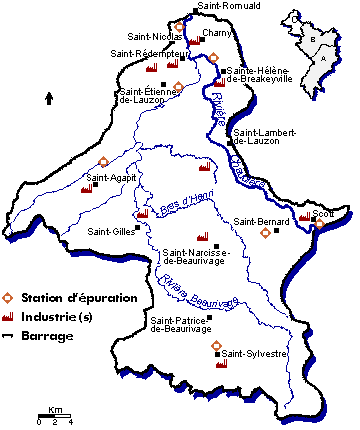 Saint-Romuald
C
Saint-Nicolas
Charny
B
Saint-Rédempteur
A
Sainte-Hélène-
de-Breakeyville
Saint-Étienne-
de-Lauzon
Rivière
Saint-Lambert-
de-Lauzon
Chaudière
Saint-Agapit
Bras d'Henri
Scott
Saint-Bernard
Saint-Gilles
Saint-Narcisse-
de-Beaurivage
Rivière Beaurivage
Station d'épuration
Industrie(s)
Barrage
Saint-Patrice-
de-Beaurivage
Saint-Sylvestre
Km
0 2 4